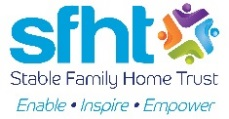 sfht
Stable Family Home Trust
Enable • Inspire • Empower